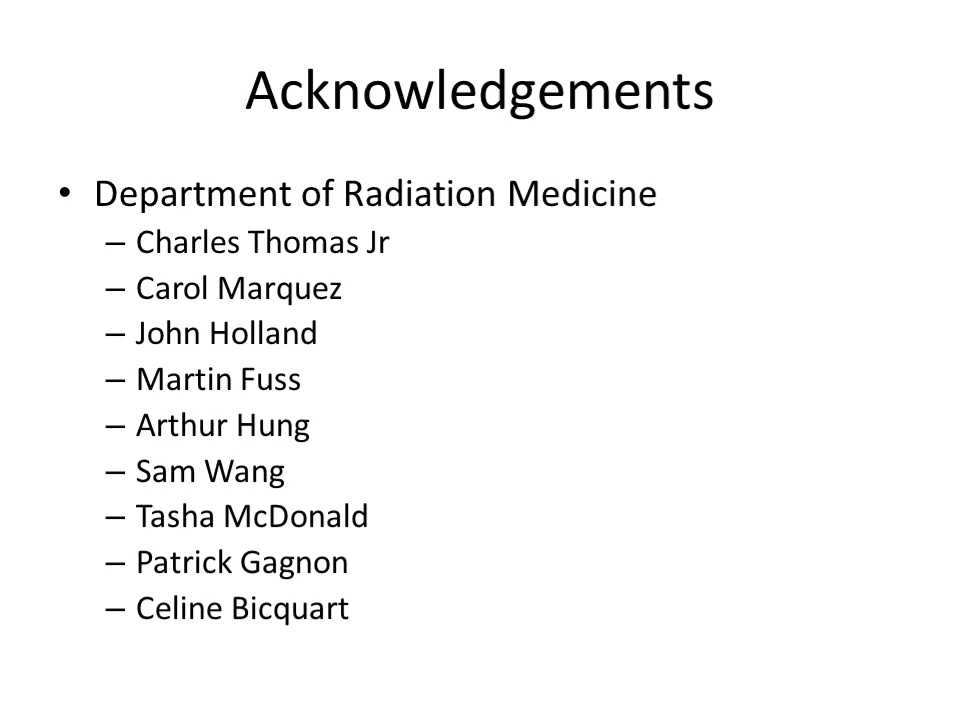 Acknowledgements
• Department of Radiation Medicine
– Charles Thomas Jr
– Carol Marquez
– John Holland
– Martin Fuss
– Arthur Hung
– Sam Wang
– Tasha McDonald
– Patrick Gagnon
– Celine Bicquart